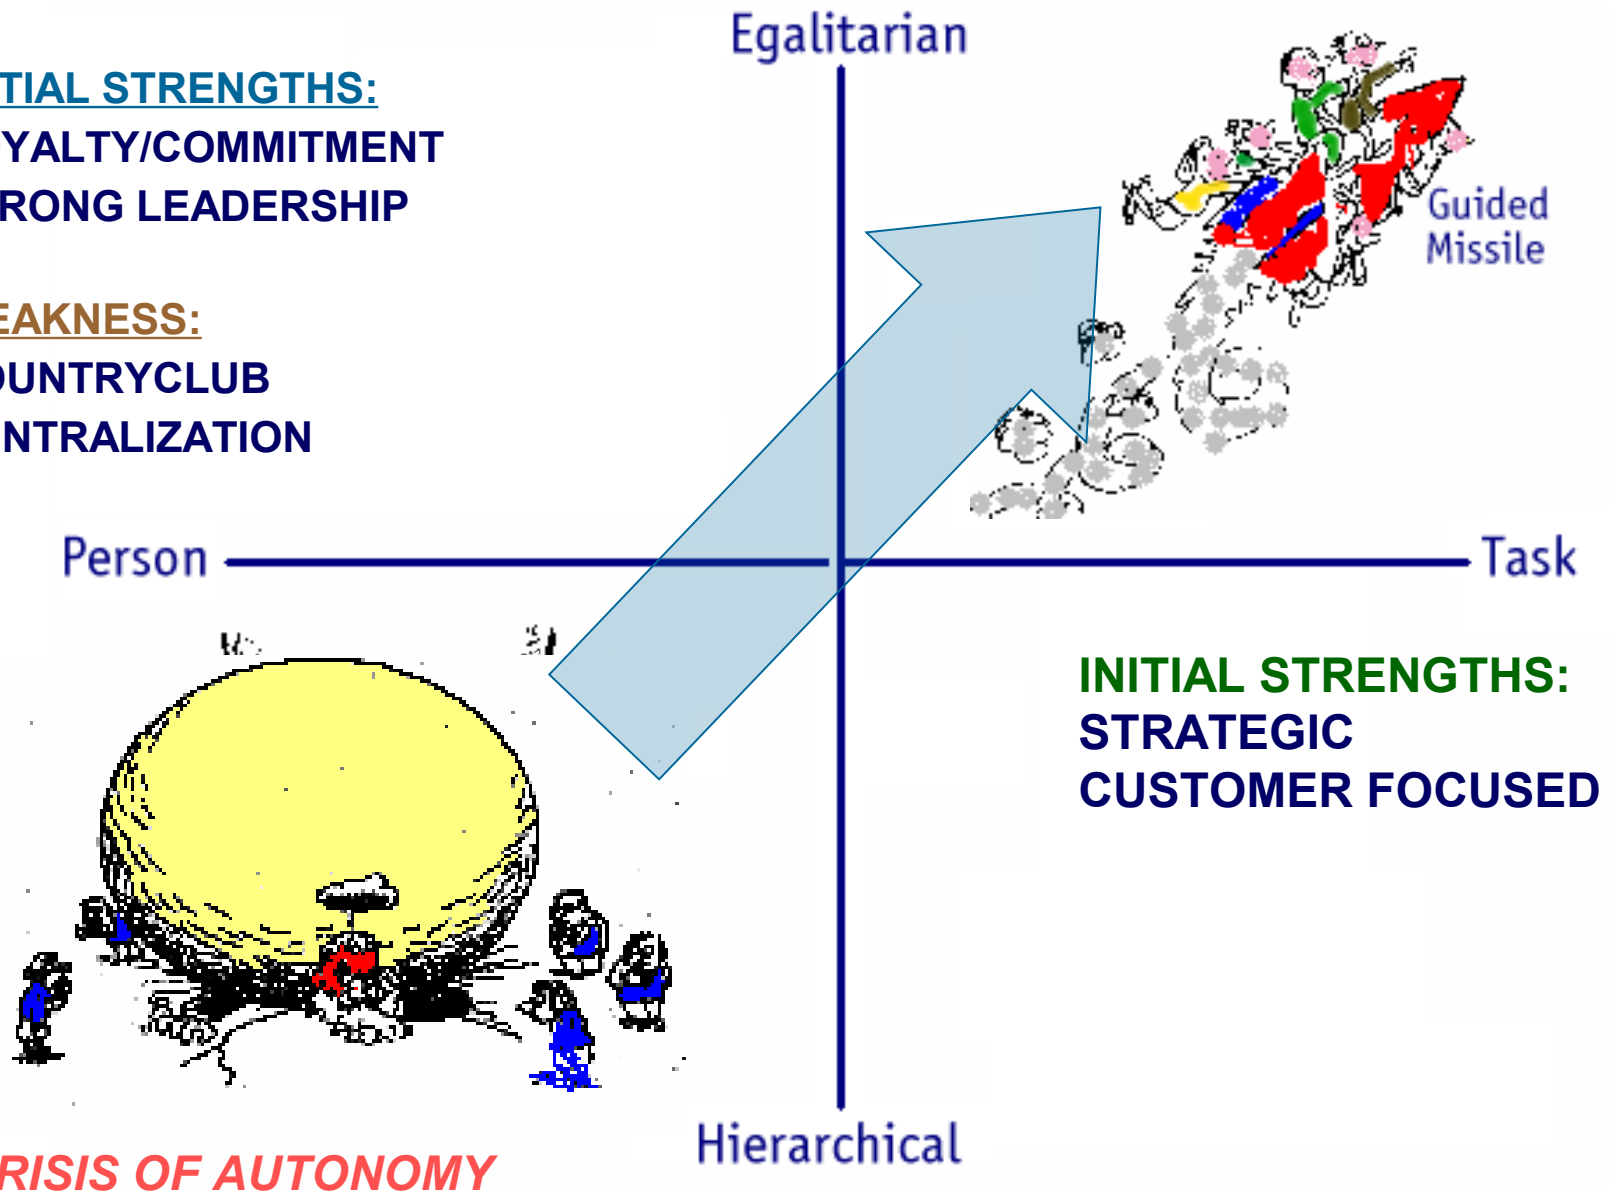 Egalitarian
TIAL STRENGTHS:
YALTY/COMMITMENT
RONG LEADERSHIP
Guided
Missile
EAKNESS:
OUNTRYCLUB
NTRALIZATION
Person
Task
INITIAL STRENGTHS:
STRATEGIC
CUSTOMER FOCUSED
Hierarchical
RISIS OF AUTONOMY